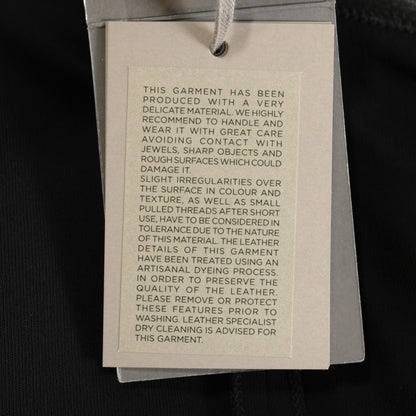 THIS GARMENT HAS BEEN
PRODUCED WITH A VERY
DELICATE MATERIAL. WE HIGHLY
RECOMMEND TO HANDLE AND
WEAR IT WITH GREAT CARE
AVOIDING CONTACT WITH
JEWELS, SHARP OBJECTS AND
ROUGH SURFACES WHICH COULD
DAMAGE IT.
SLIGHT IRREGULARITIES OVER
THE SURFACE IN COLOUR AND
TEXTURE, AS WELL AS SMALL
PULLED THREADS AFTER SHORT
USE, HAVE TO BE CONSIDERED IN
TOLERANCE DUE TO THE NATURE
OF THIS MATERIAL. THE LEATHER
DETAILS OF THIS GARMENT
HAVE BEEN TREATED USING AN
ARTISANAL DYEING PROCESS.
IN ORDER TO PRESERVE THE
QUALITY OF THE LEATHER.
PLEASE REMOVE OR PROTECT
THESE FEATURES PRIOR TO
WASHING. LEATHER SPECIALIST
DRY CLEANING IS ADVISED FOR
THIS GARMENT.